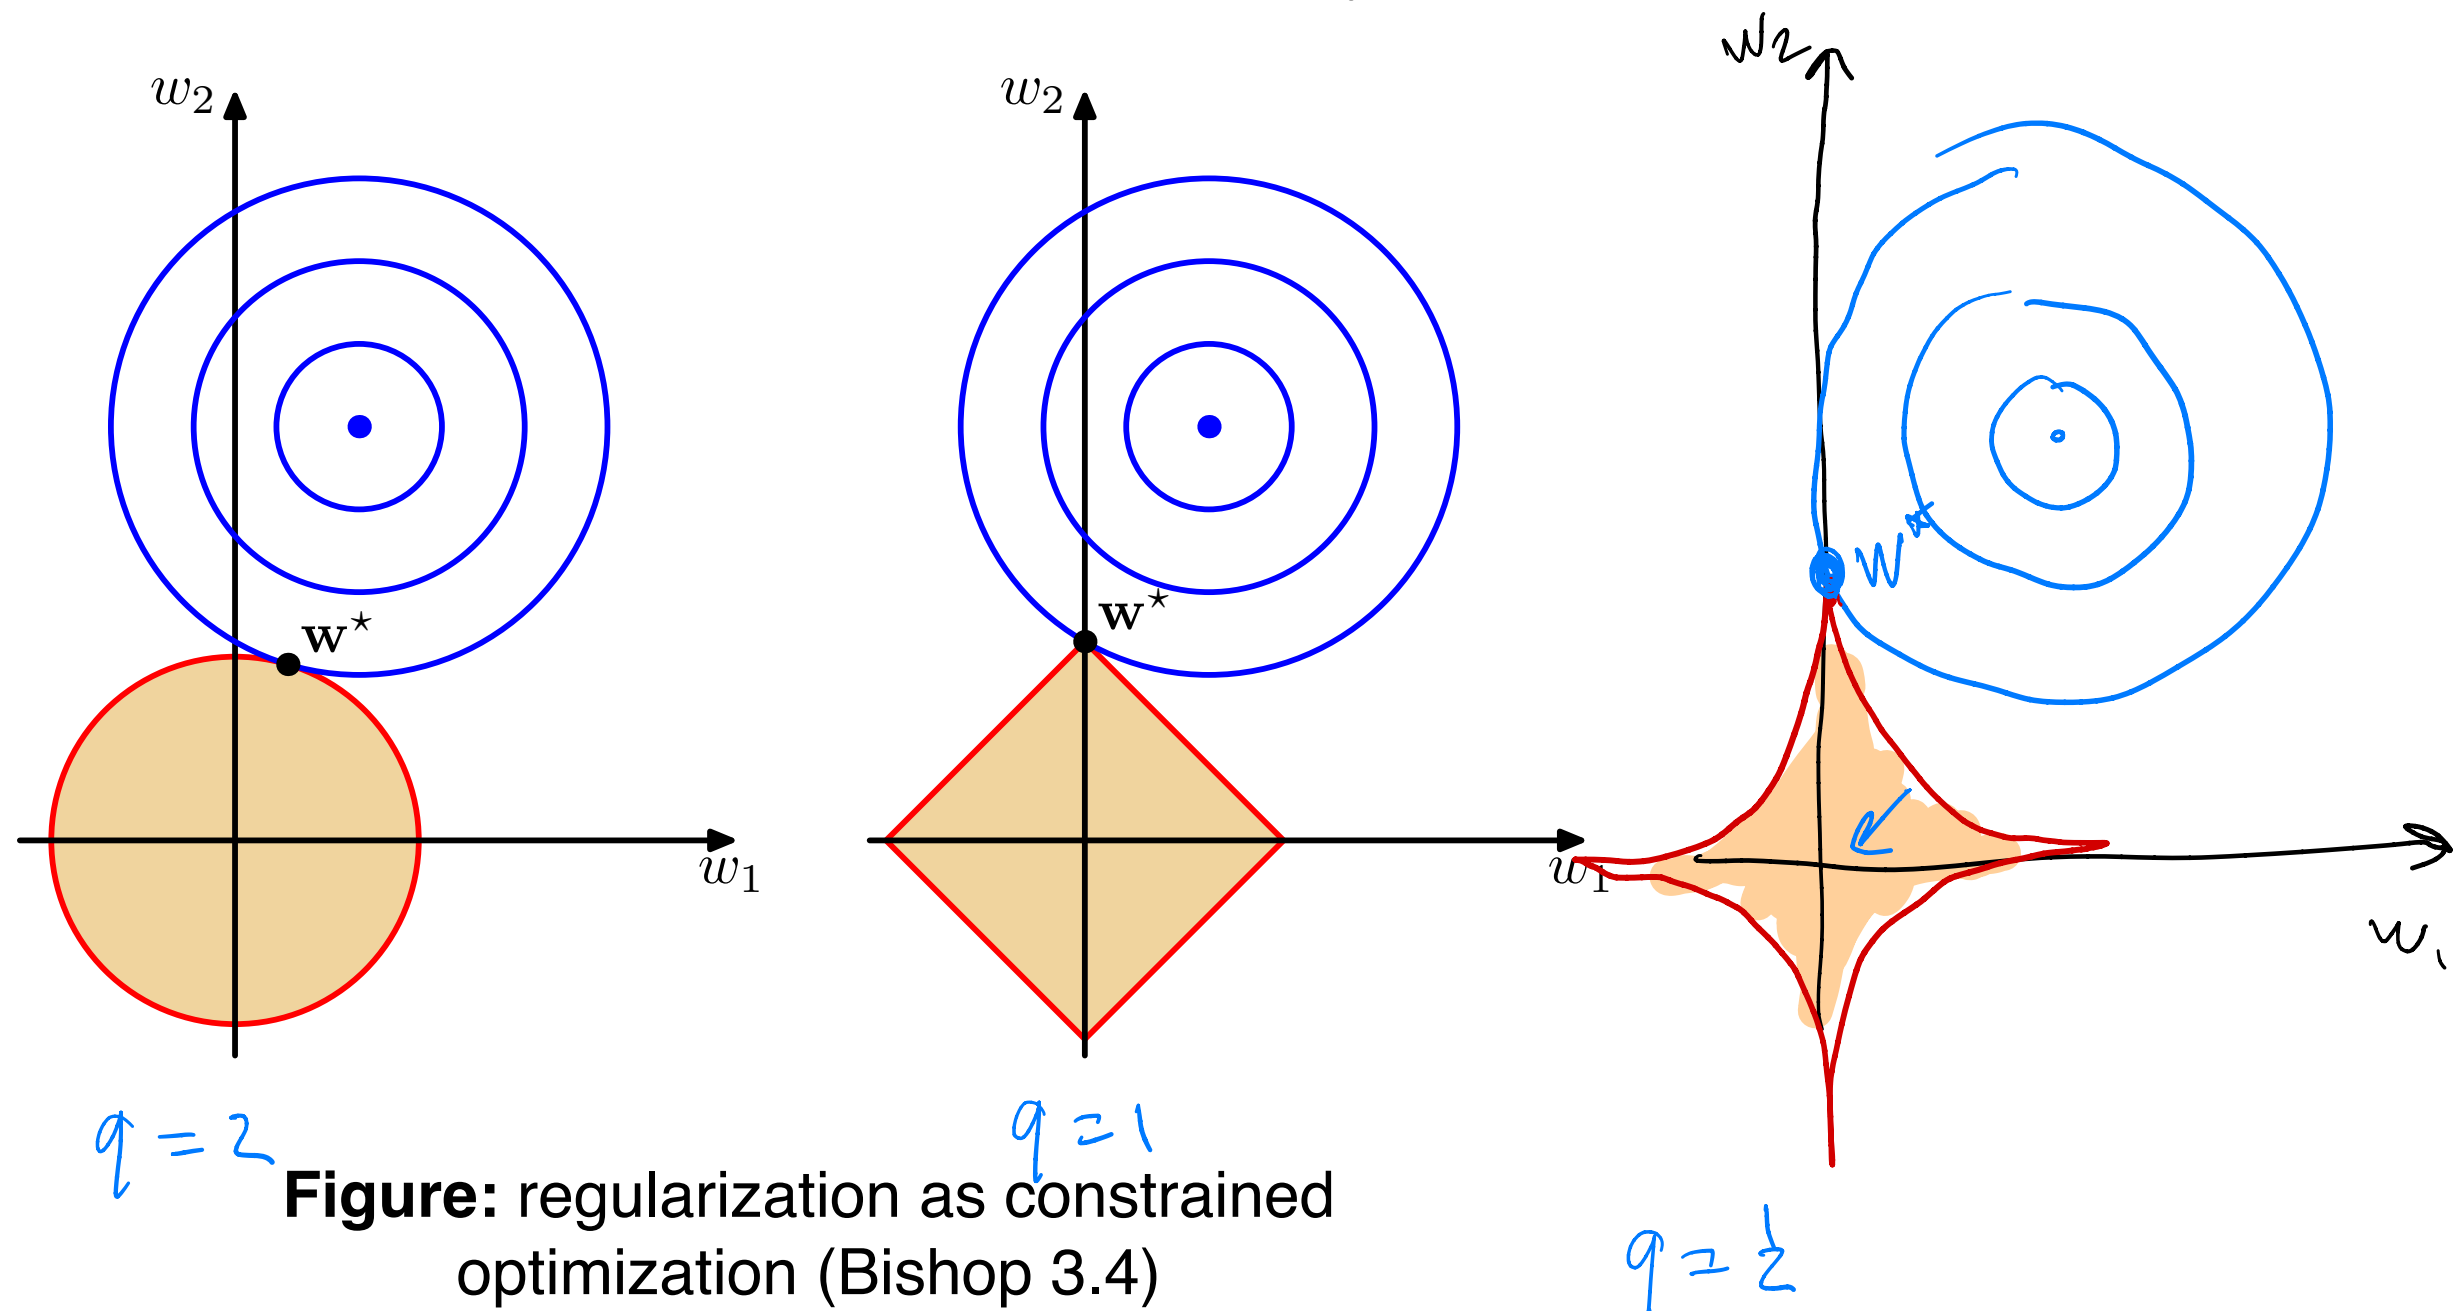 w₂
w₂
w₂
w*
w⋆
w⋆
w₁
w₁
w₁
q = 2
q = 1
Figure: regularization as constrained
optimization (Bishop 3.4)
q = ½